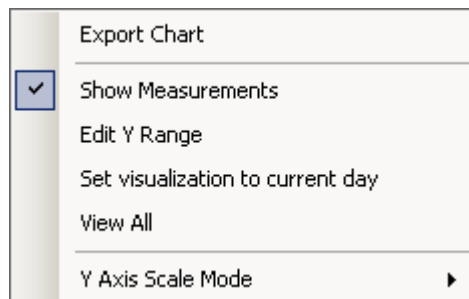 Export Chart
Show Measurements
Edit Y Range
Set visualization to current day
View All
Y Axis Scale Mode